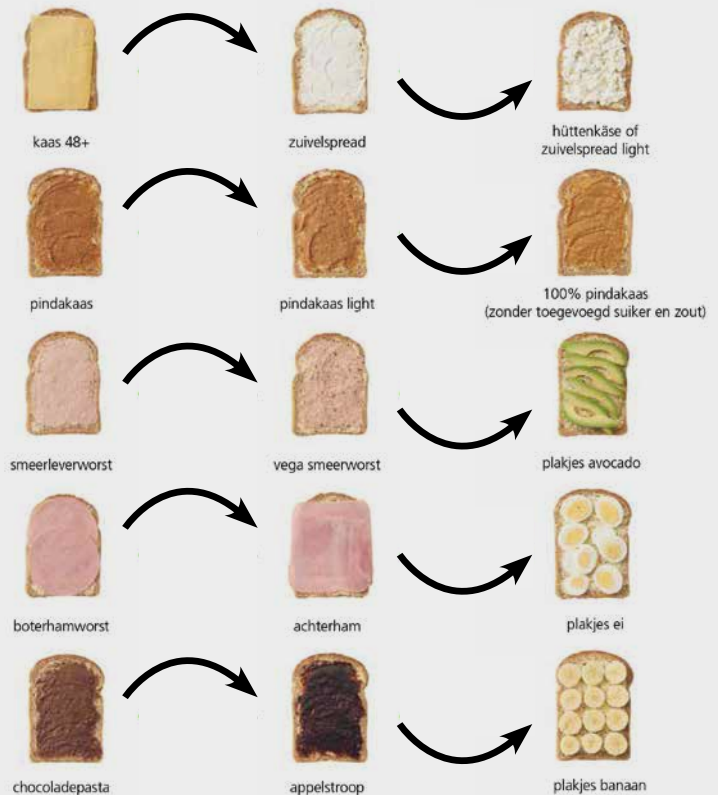 kaas 48+
zuivelspread
hüttenkäse of
zuivelspread light
pindakaas
pindakaas light
100% pindakaas
(zonder toegevoegd suiker en zout)
smeerleverworst
vega smeerworst
plakjes avocado
boterhamworst
achterham
plakjes ei
chocoladepasta
appelstroop
plakjes banaan